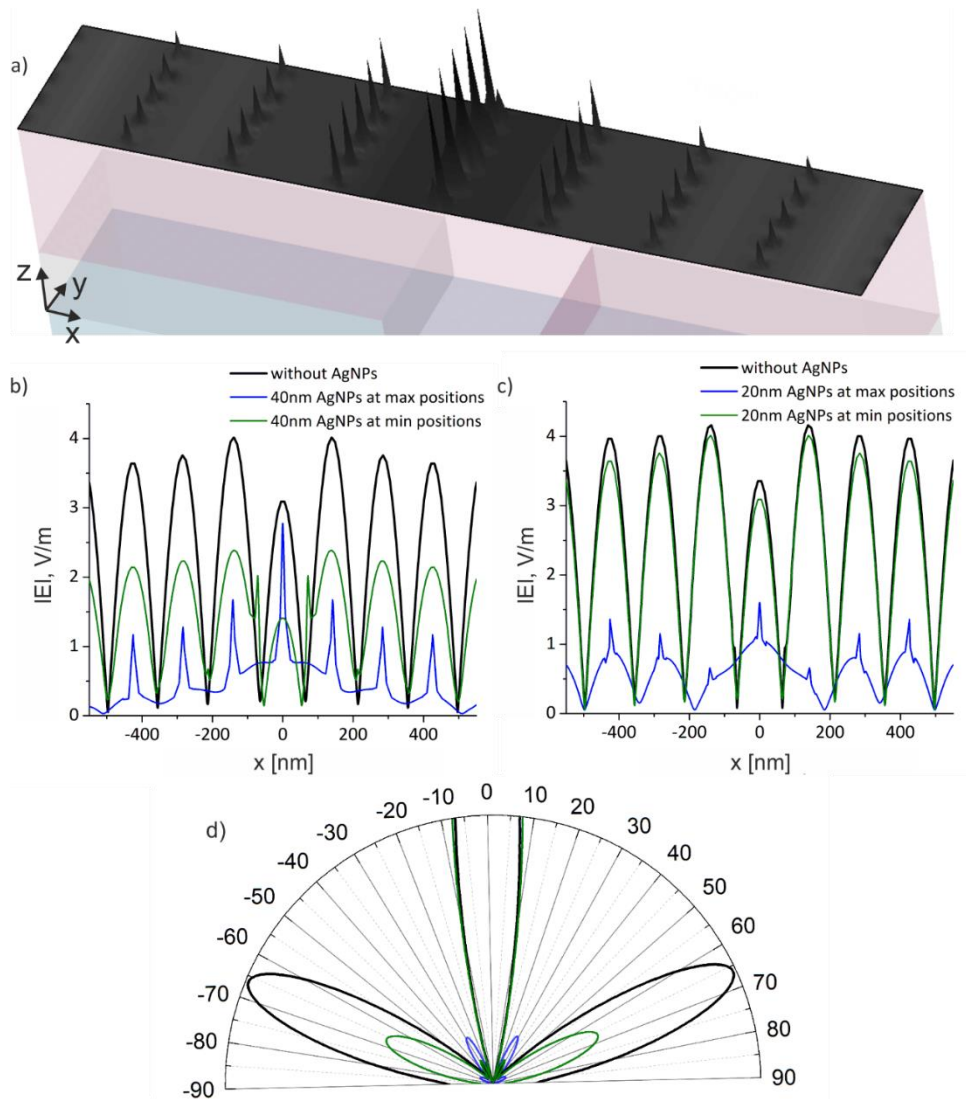 a)
z
y
x
b)
without AgNPs
40nm AgNPs at max positions
40nm AgNPs at min positions
|E|, V/m
4
3
2
1
0
-400 -200 0 200 400
x [nm]
c)
without AgNPs
20nm AgNPs at max positions
20nm AgNPs at min positions
|E|, V/m
4
3
2
1
0
-400 -200 0 200 400
x [nm]
d)
-90 -80 -70 -60 -50 -40 -30 -20 -10 0 10 20 30 40 50 60 70 80 90